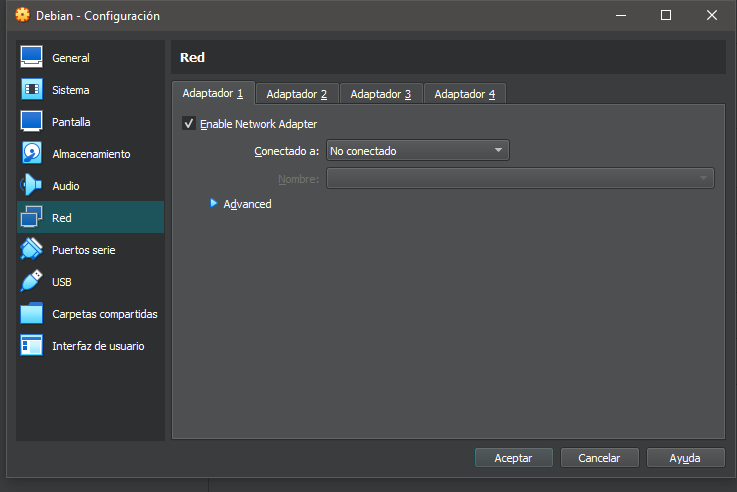 Debian - Configuración
General
Sistema
Pantalla
Almacenamiento
Audio
Red
Puertos serie
USB
Carpetas compartidas
Interfaz de usuario
Red
Adaptador 1 Adaptador 2 Adaptador 3 Adaptador 4
Enable Network Adapter
Conectado a: No conectado
Nombre:
Advanced
Aceptar Cancelar Ayuda